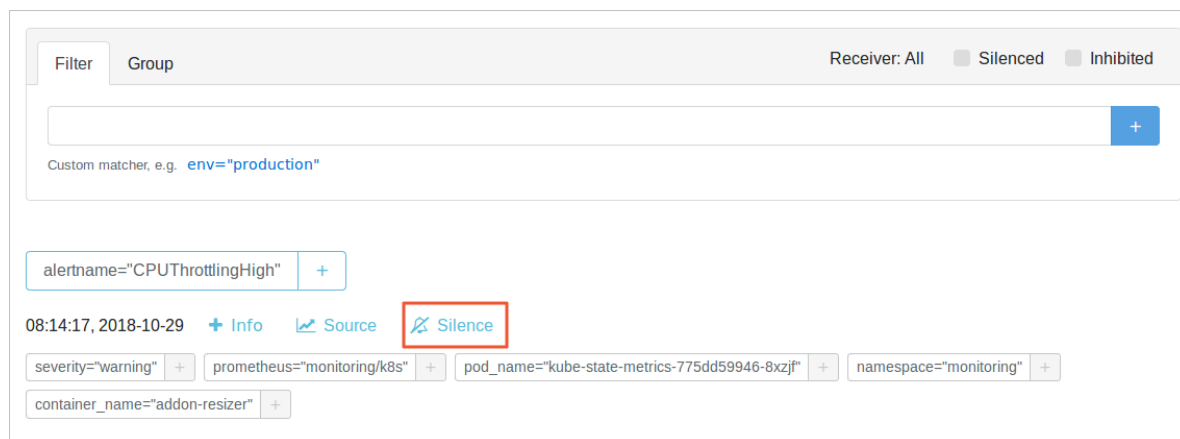 Filter Group Receiver: All Silenced Inhibited
+
Custom matcher, e.g. env="production"
alertname="CPUThrottlingHigh" +
08:14:17, 2018-10-29 + Info Source Silence
severity="warning" + prometheus="monitoring/k8s" + pod_name="kube-state-metrics-775dd59946-8xzjf" + namespace="monitoring" +
container_name="addon-resizer" +